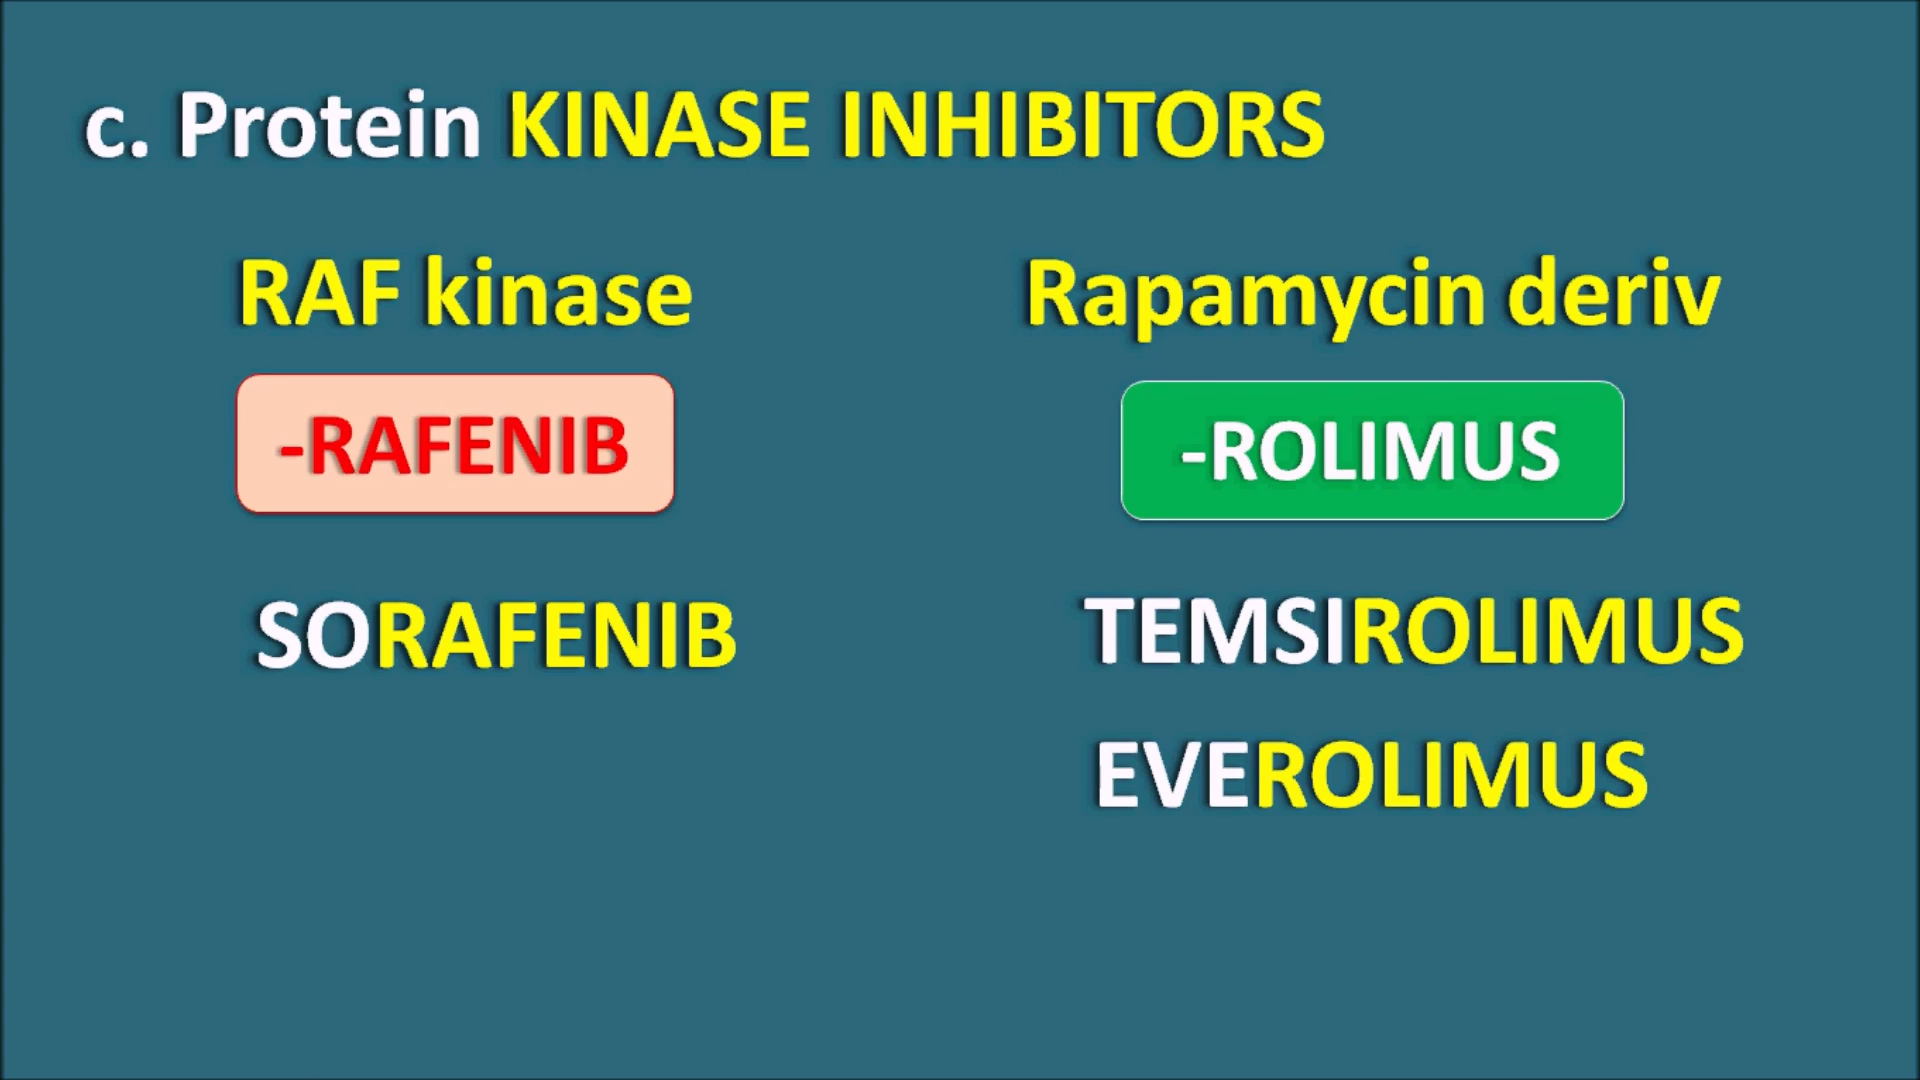 c. Protein KINASE INHIBITORS
RAF kinase
-RAFENIB
SORAFENIB
Rapamycin deriv
-ROLIMUS
TEMSIROLIMUS
EVEROLIMUS